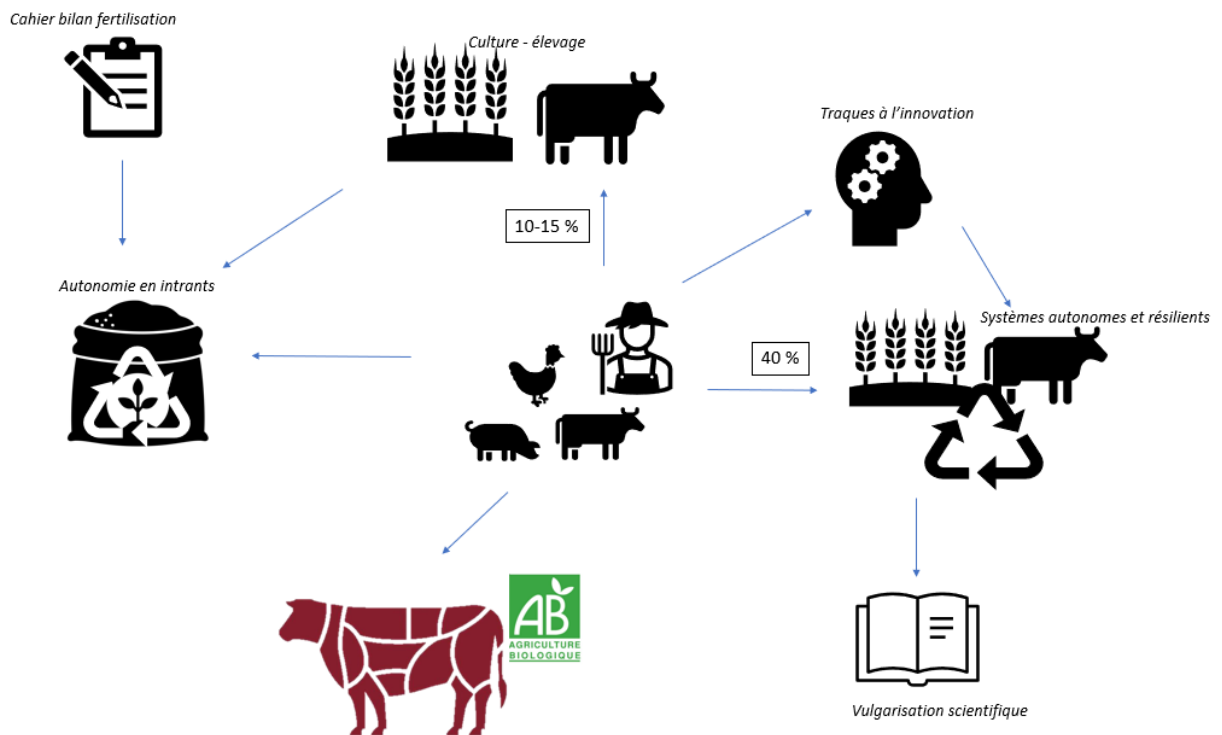 Cahier bilan fertilisation
Culture - élevage
Traques à l’innovation
10-15 %
Autonomie en intrants
Systèmes autonomes et résilients
40 %
AB
AGRICULTURE
BIOLOGIQUE
Vulgarisation scientifique